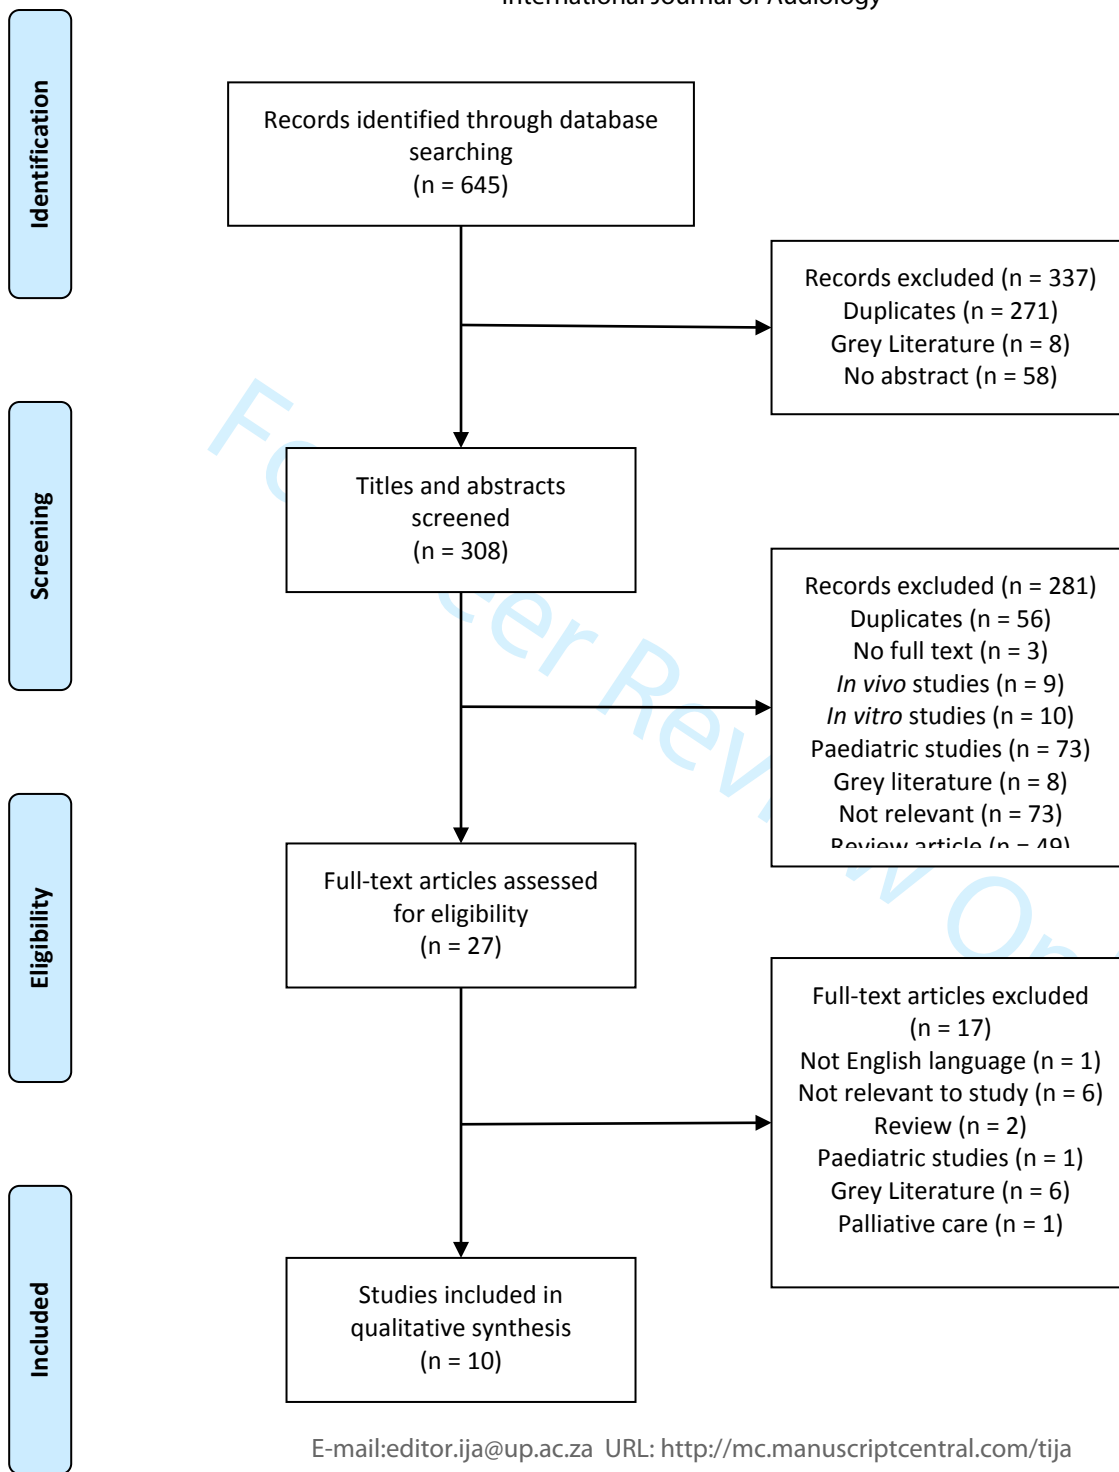 International Journal of Audiology
Identification
Records identified through database
searching
(n = 645)
Records excluded (n = 337)
Duplicates (n = 271)
Grey Literature (n = 8)
No abstract (n = 58)
Screening
Titles and abstracts
screened
(n = 308)
Records excluded (n = 281)
Duplicates (n = 56)
No full text (n = 3)
In vivo studies (n = 9)
In vitro studies (n = 10)
Paediatric studies (n = 73)
Grey literature (n = 8)
Not relevant (n = 73)
Review article (n = 49)
Eligibility
Full-text articles assessed
for eligibility
(n = 27)
Full-text articles excluded
(n = 17)
Not English language (n = 1)
Not relevant to study (n = 6)
Review (n = 2)
Paediatric studies (n = 1)
Grey Literature (n = 6)
Palliative care (n = 1)
Included
Studies included in
qualitative synthesis
(n = 10)
E-mail:editor.ija@up.ac.za URL: http://mc.manuscriptcentral.com/tija